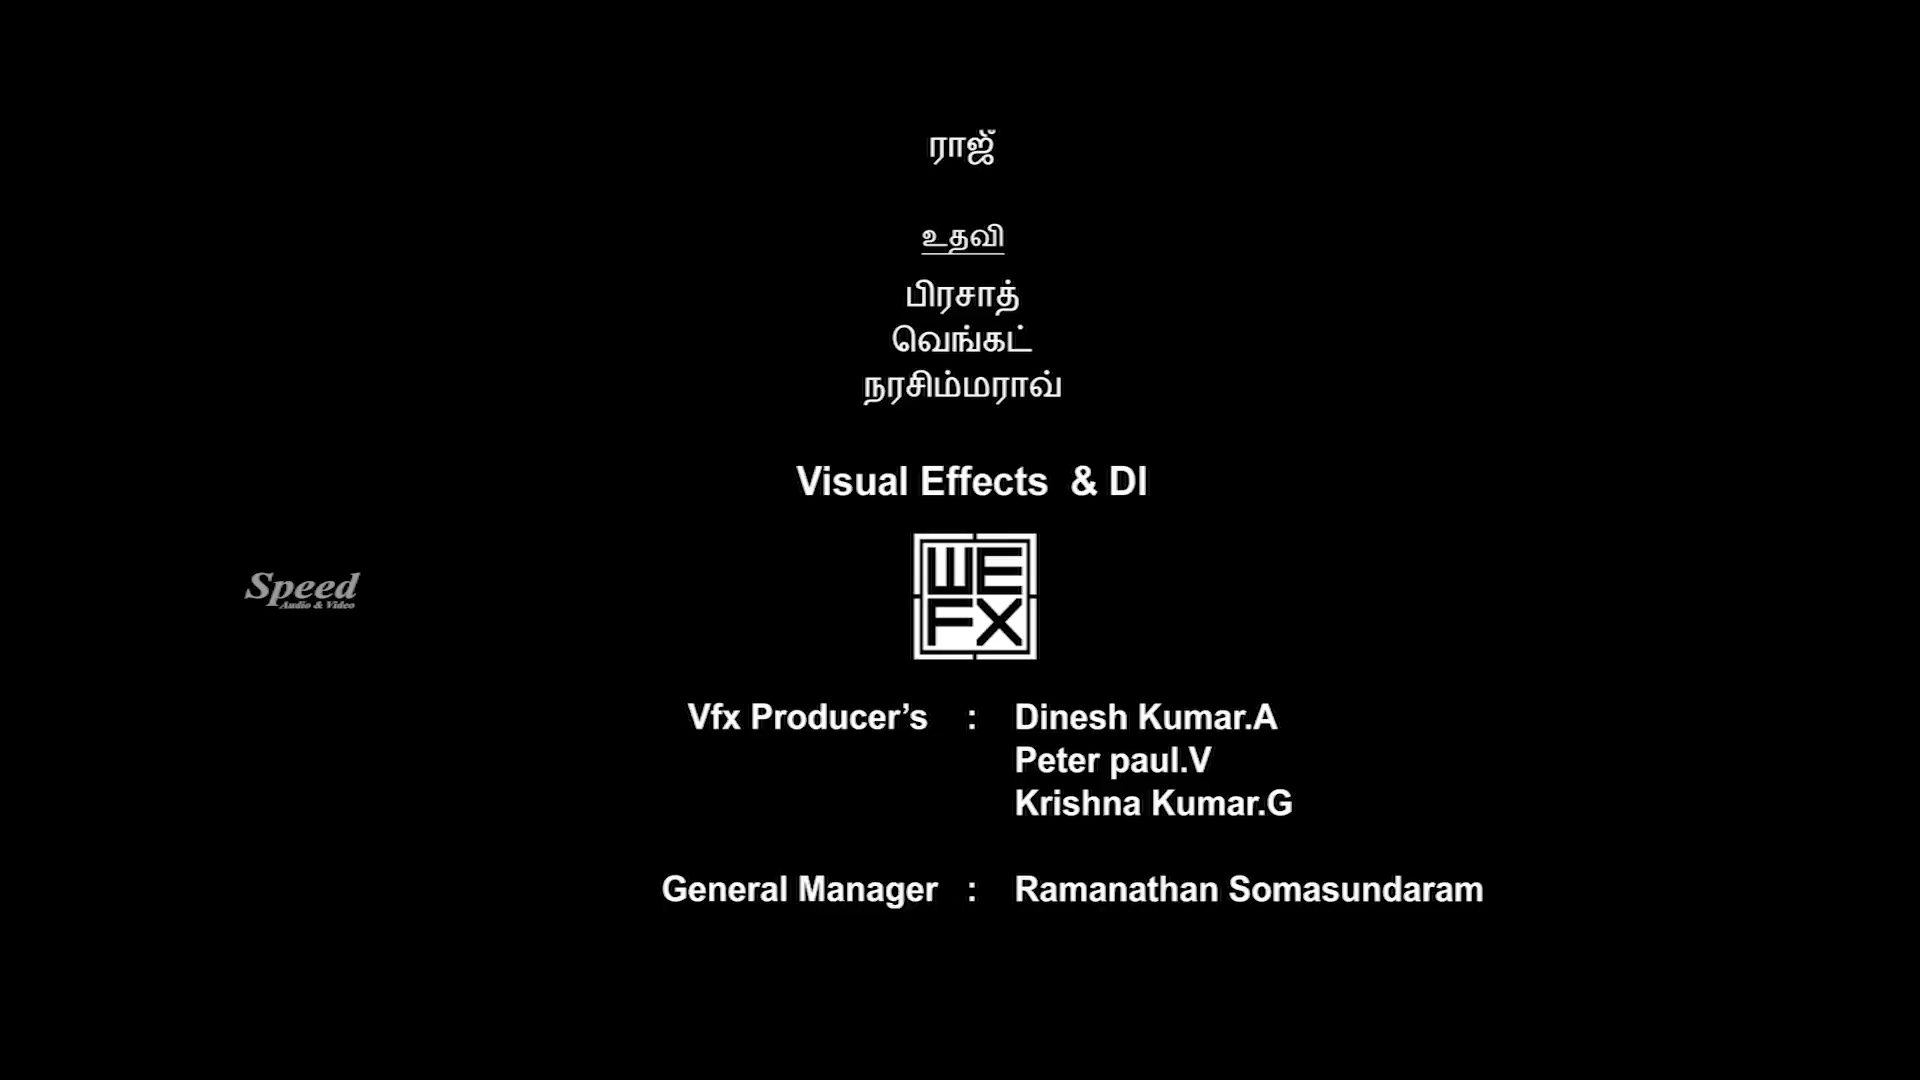 ராஜ்
உதவி
பிரசாத்
வெங்கட்
நரசிம்மராவ்
Visual Effects & DI
WE
FX
Speed
Audio & Video
Vfx Producer’s : Dinesh Kumar.A
Peter paul.V
Krishna Kumar.G
General Manager : Ramanathan Somasundaram